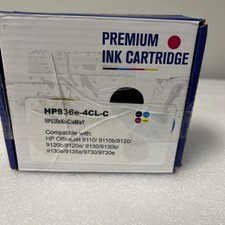 PREMIUM
INK CARTRIDGE
HP936e-4CL-C
Compatible with:
HP OfficeJet 9110/ 9110b/9120/
9120b/9120e/ 9130/9130b/
9130e/9135e/9730/9730e